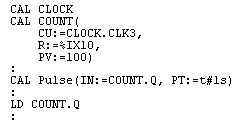 CAL CLOCK
CAL COUNT(
CU:=CLOCK.CLK3,
R:=%IX10,
PV:=100)
:
CAL Pulse(IN:=COUNT.Q, PT:=t#1s)
:
LD COUNT.Q
: